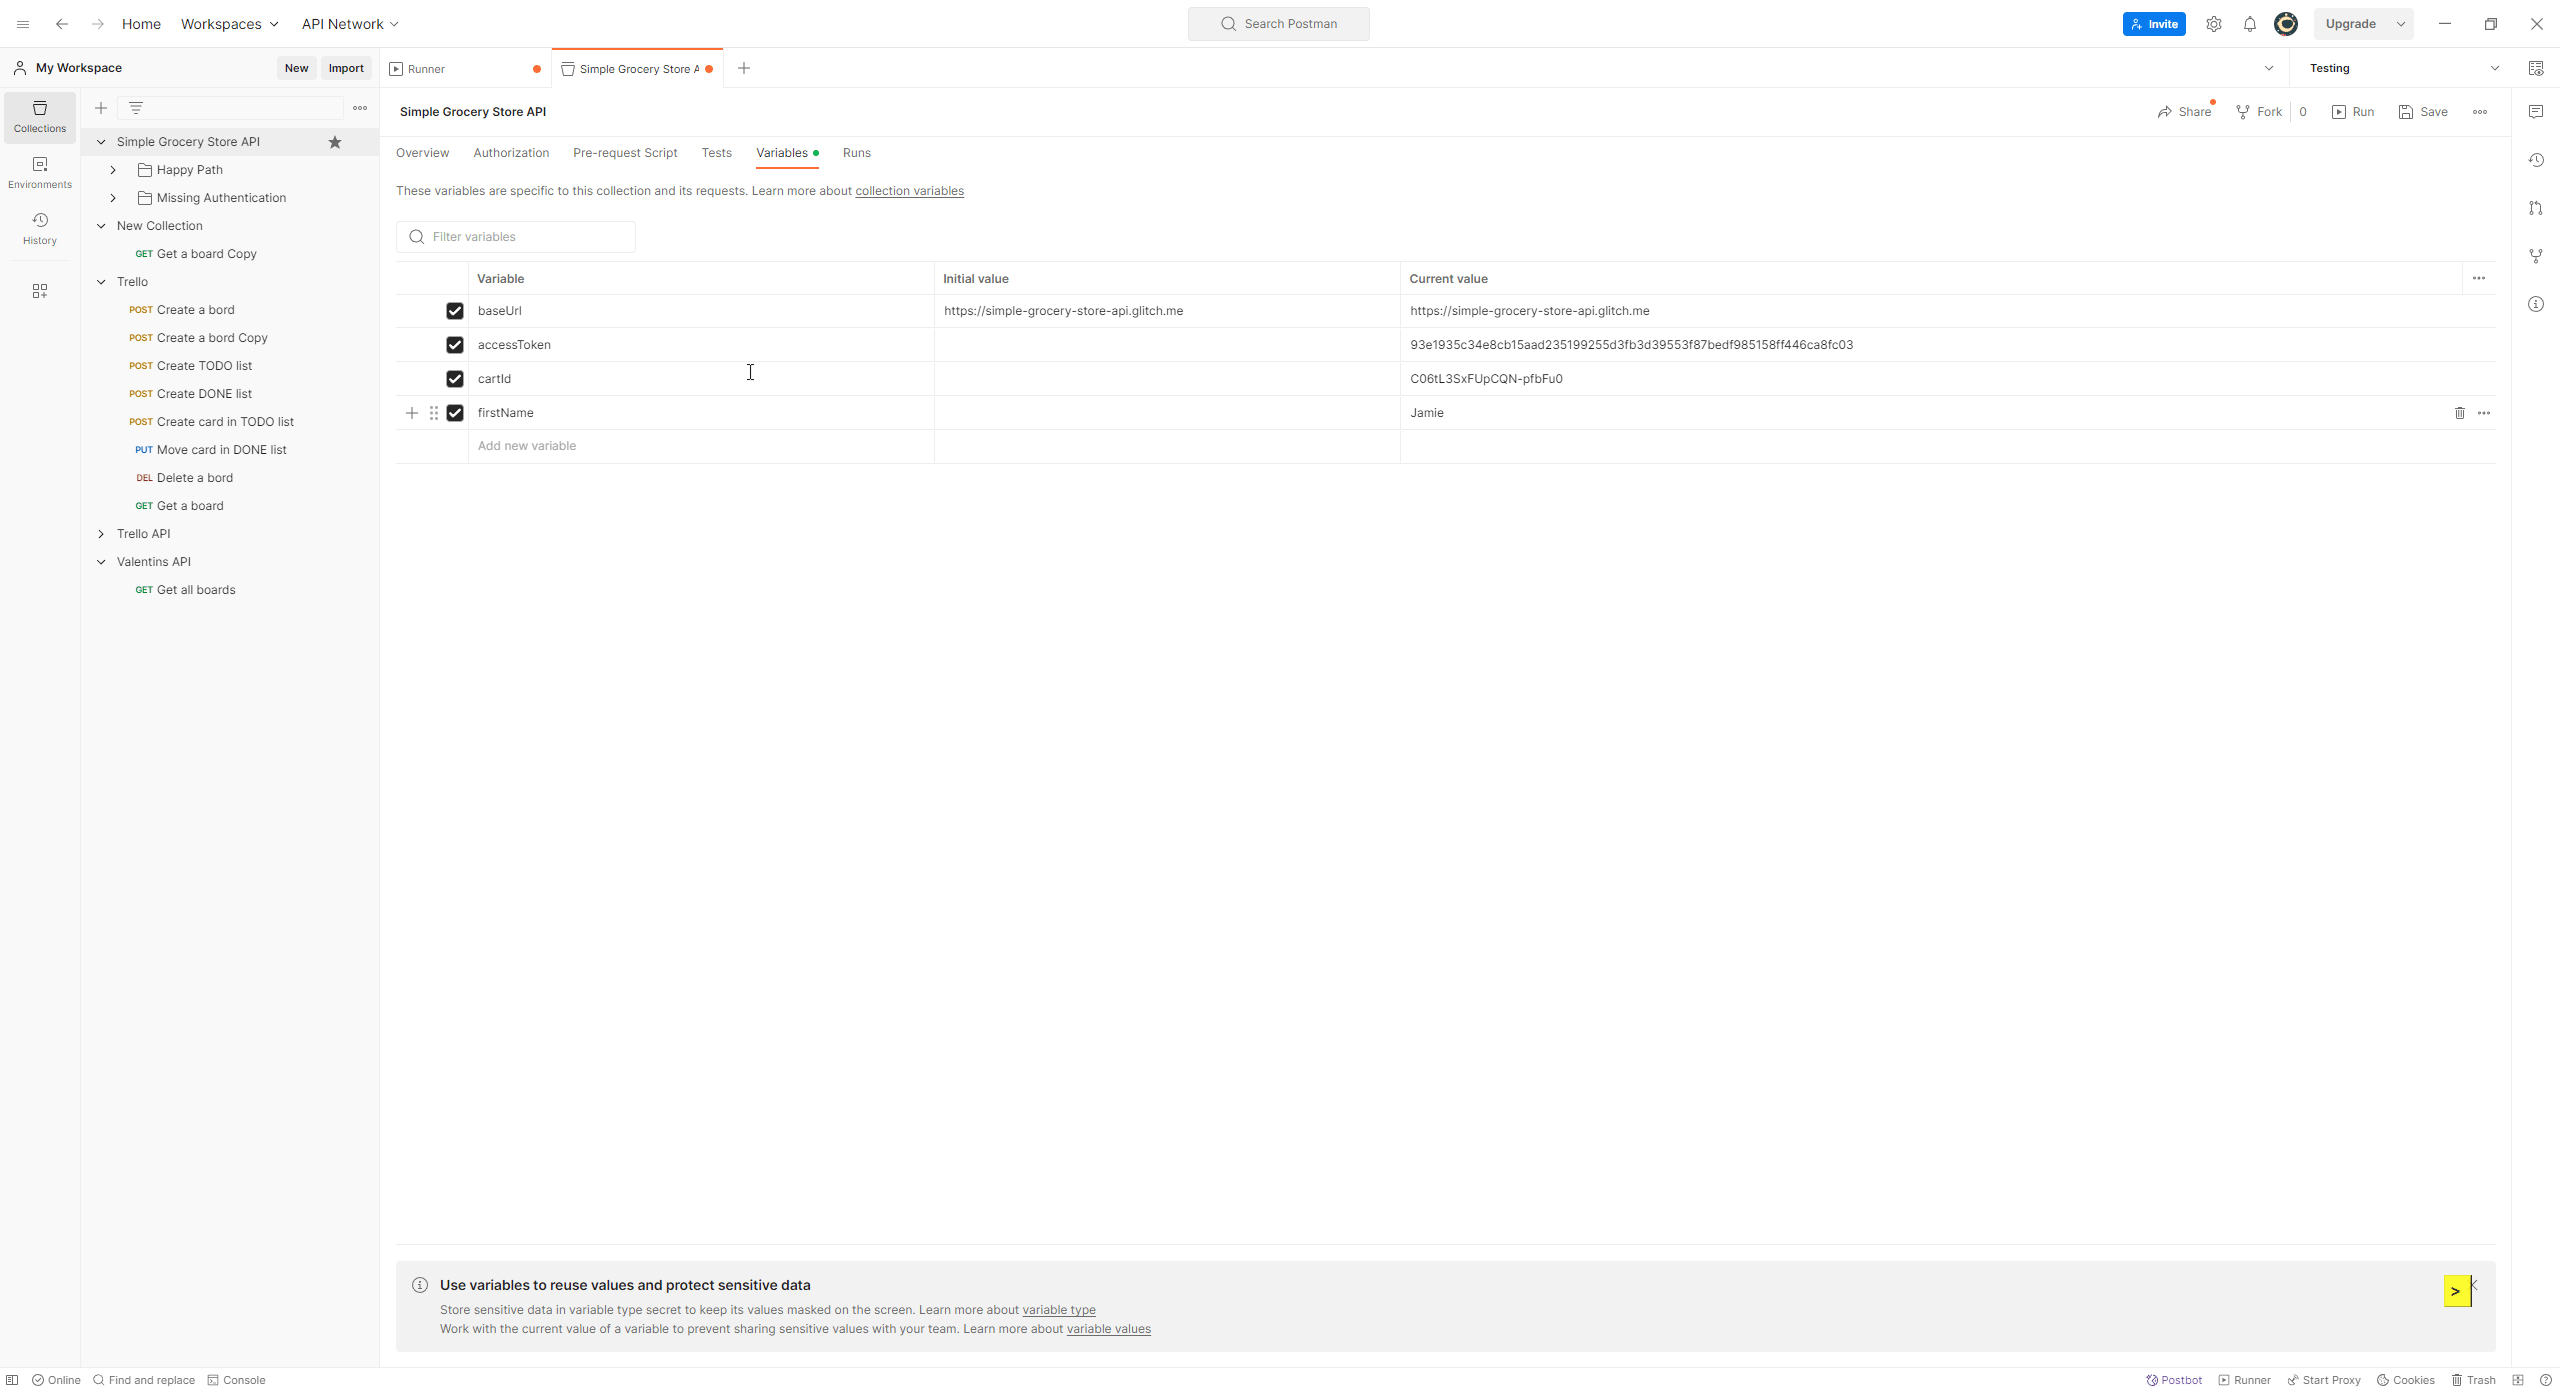 Home Workspaces API Network Search Postman Invite Upgrade
My Workspace New Import Runner Simple Grocery Store A Testing
Collections
Environments
History
Simple Grocery Store API
Happy Path
Missing Authentication
New Collection
GET Get a board Copy
Trello
POST Create a bord
POST Create a bord Copy
POST Create TODO list
POST Create DONE list
POST Create card in TODO list
PUT Move card in DONE list
DEL Delete a bord
GET Get a board
Trello API
Valentins API
GET Get all boards
Simple Grocery Store API Share Fork 0 Run Save
Overview Authorization Pre-request Script Tests Variables Runs
These variables are specific to this collection and its requests. Learn more about collection variables
Filter variables
Variable Initial value Current value
baseUrl https://simple-grocery-store-api.glitch.me https://simple-grocery-store-api.glitch.me
accessToken 93e1935c34e8cb15aad235199255d3fb3d39553f87bedf985158ff446ca8fc03
cartId C06tL3SxFUpCQN-pfbFu0
firstName Jamie
Add new variable
Use variables to reuse values and protect sensitive data
Store sensitive data in variable type secret to keep its values masked on the screen. Learn more about variable type
Work with the current value of a variable to prevent sharing sensitive values with your team. Learn more about variable values
>
Online Find and replace Console Postbot Runner Start Proxy Cookies Trash